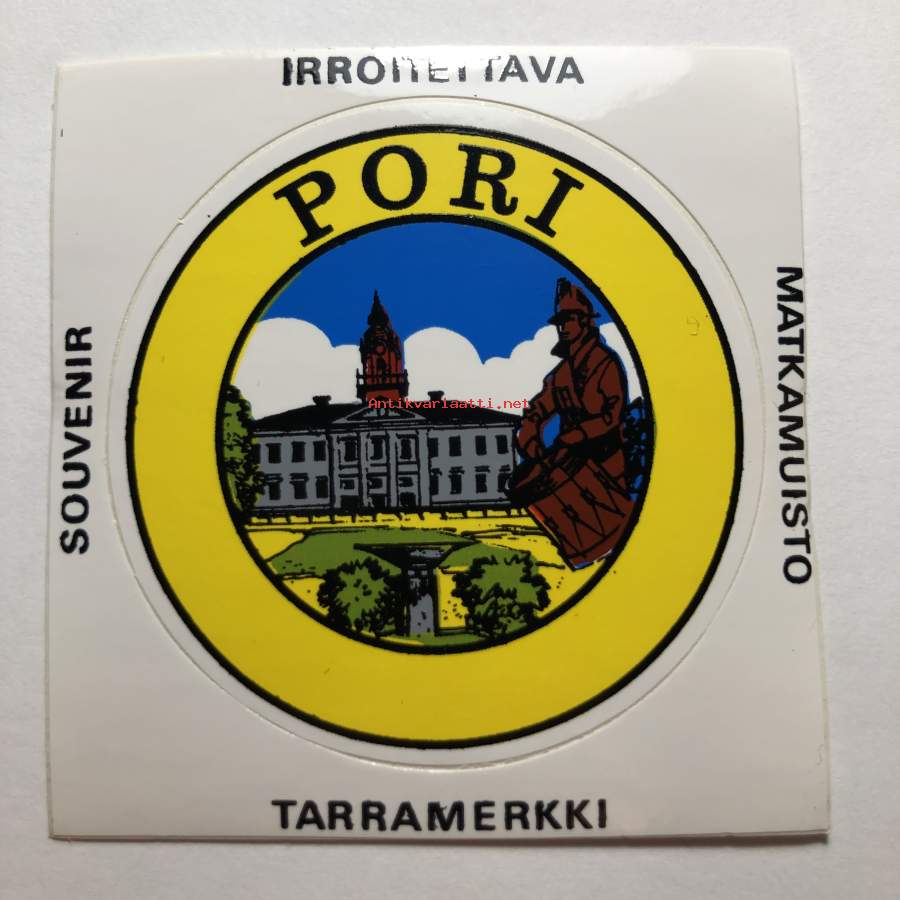 IRROITETTAVA
PORI
SOUVENIR
MATKAMUISTO
Antikvariaatti.net
TARRAMERKKI